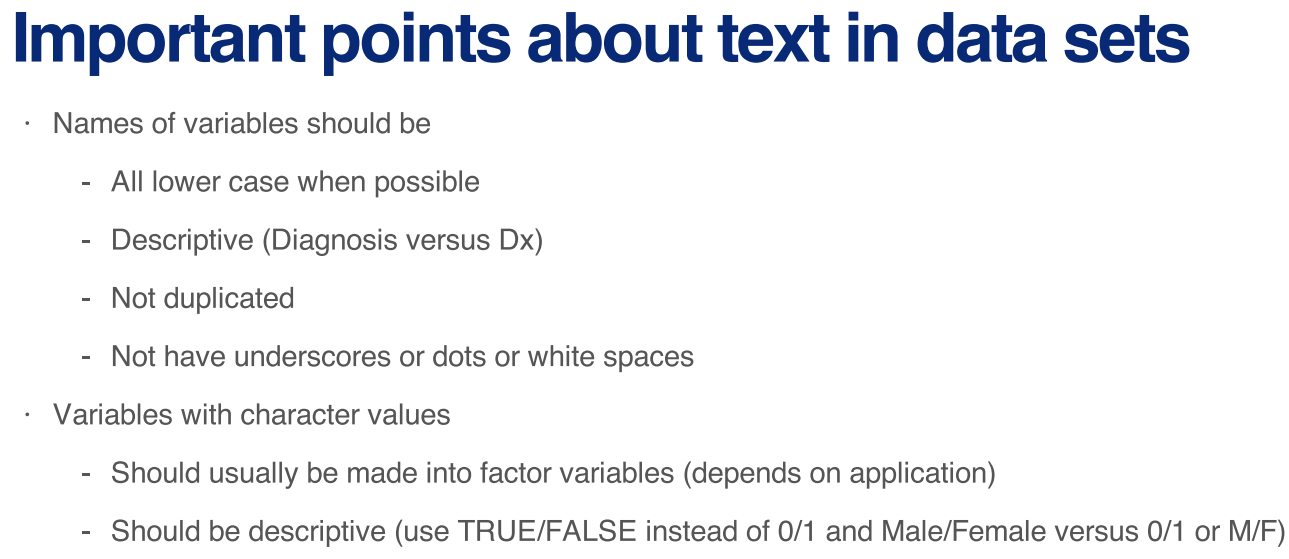 Important points about text in data sets
· Names of variables should be
- All lower case when possible
- Descriptive (Diagnosis versus Dx)
- Not duplicated
- Not have underscores or dots or white spaces
· Variables with character values
- Should usually be made into factor variables (depends on application)
- Should be descriptive (use TRUE/FALSE instead of 0/1 and Male/Female versus 0/1 or M/F)